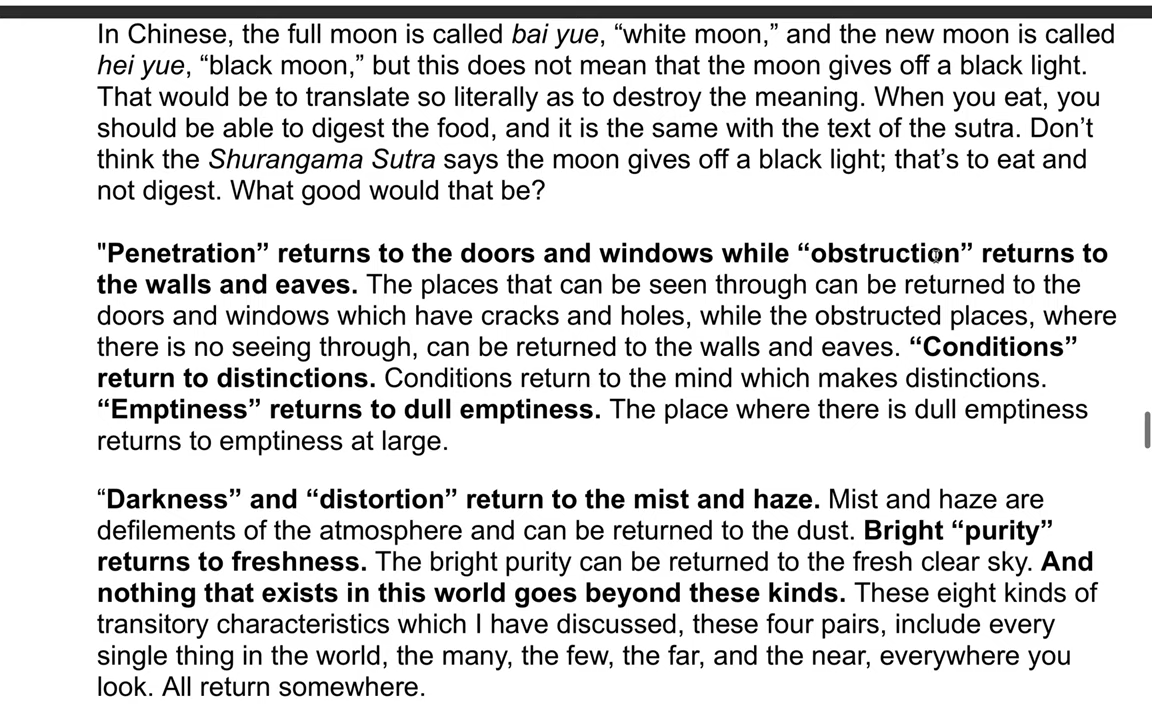 In Chinese, the full moon is called bai yue, “white moon,” and the new moon is called
hei yue, “black moon,” but this does not mean that the moon gives off a black light.
That would be to translate so literally as to destroy the meaning. When you eat, you
should be able to digest the food, and it is the same with the text of the sutra. Don’t
think the Shurangama Sutra says the moon gives off a black light; that’s to eat and
not digest. What good would that be?
"Penetration” returns to the doors and windows while “obstruction” returns to
the walls and eaves. The places that can be seen through can be returned to the
doors and windows which have cracks and holes, while the obstructed places, where
there is no seeing through, can be returned to the walls and eaves. “Conditions”
return to distinctions. Conditions return to the mind which makes distinctions.
“Emptiness” returns to dull emptiness. The place where there is dull emptiness
returns to emptiness at large.
“Darkness” and “distortion” return to the mist and haze. Mist and haze are
defilements of the atmosphere and can be returned to the dust. Bright “purity”
returns to freshness. The bright purity can be returned to the fresh clear sky. And
nothing that exists in this world goes beyond these kinds. These eight kinds of
transitory characteristics which I have discussed, these four pairs, include every
single thing in the world, the many, the few, the far, and the near, everywhere you
look. All return somewhere.